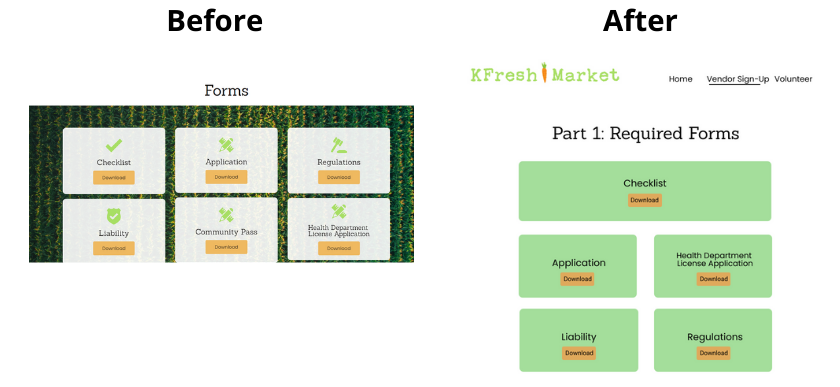 Before
Forms
Checklist
Download
Application
Download
Regulations
Download
Liability
Download
Community Pass
Download
Health Department
License Application
Download
After
KFresh Market
Home Vendor Sign-Up Volunteer
Part 1: Required Forms
Checklist
Download
Application
Download
Health Department
License Application
Download
Liability
Download
Regulations
Download